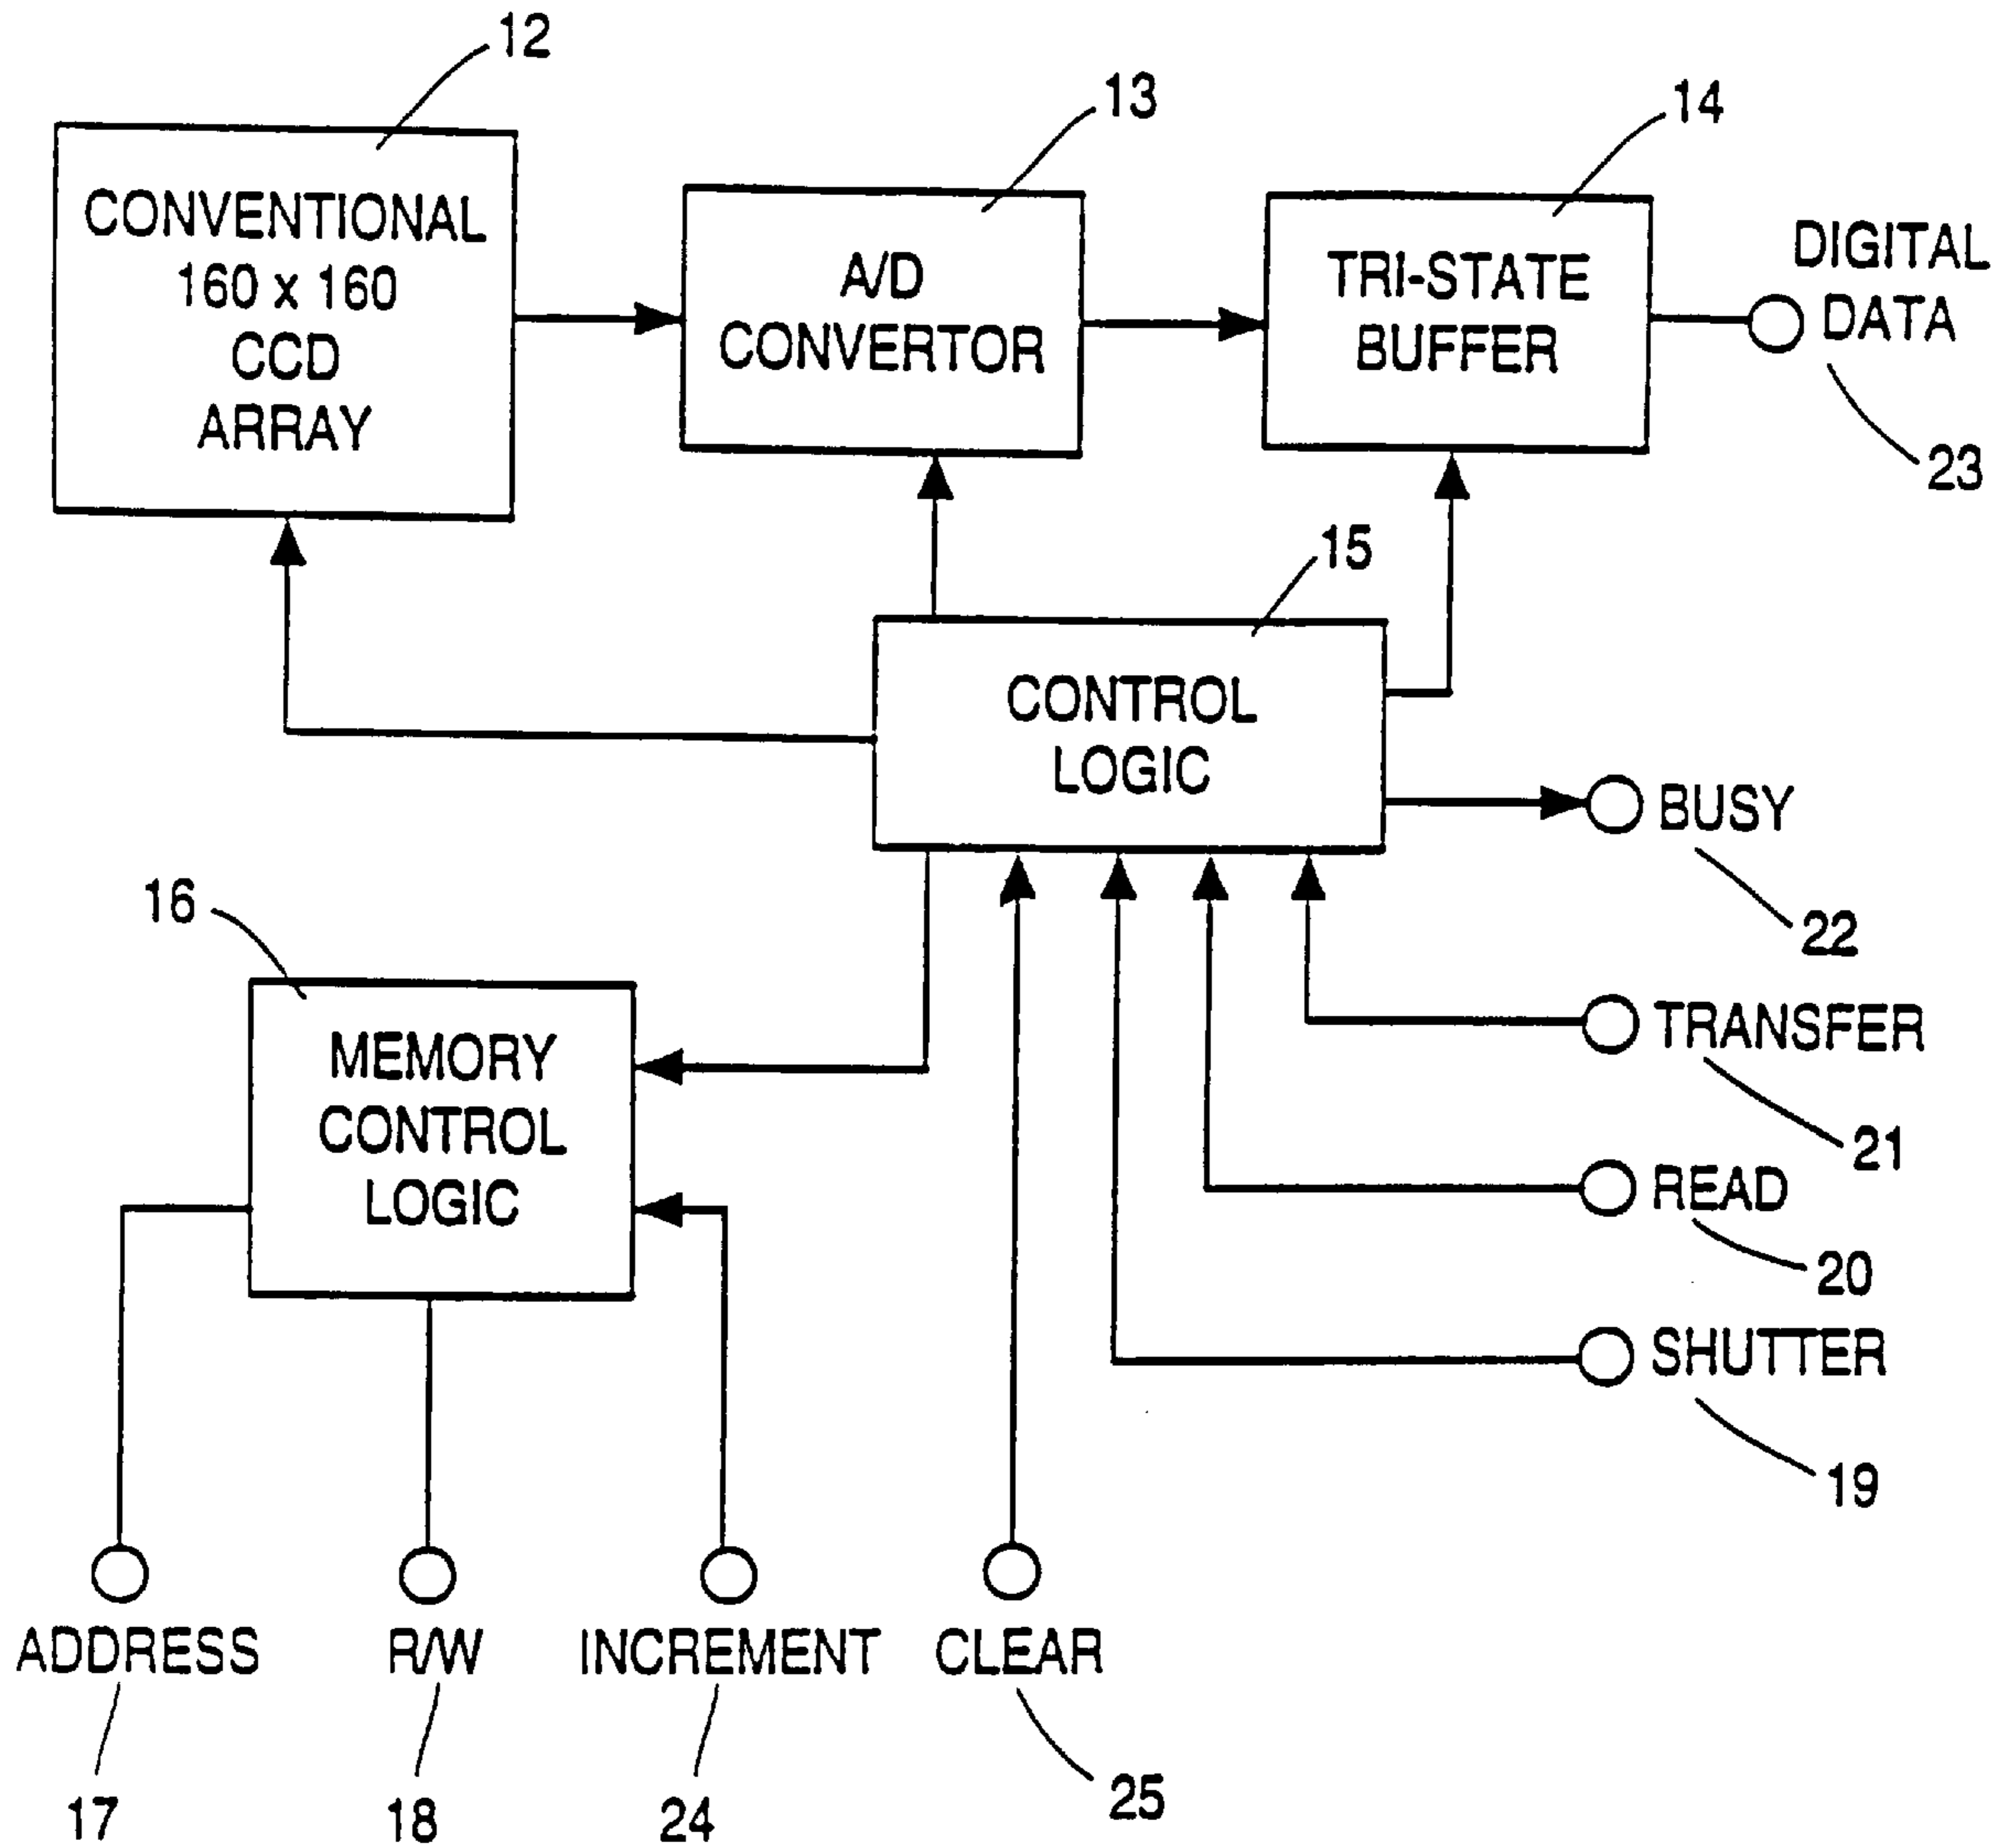 12
13
14
CONVENTIONAL
160 x 160
CCD
ARRAY
A/D
CONVERTOR
TRI-STATE
BUFFER
DIGITAL
DATA
23
15
CONTROL
LOGIC
BUSY
22
16
MEMORY
CONTROL
LOGIC
TRANSFER
21
READ
20
SHUTTER
19
ADDRESS
R/W
INCREMENT
CLEAR
17
18
24
25